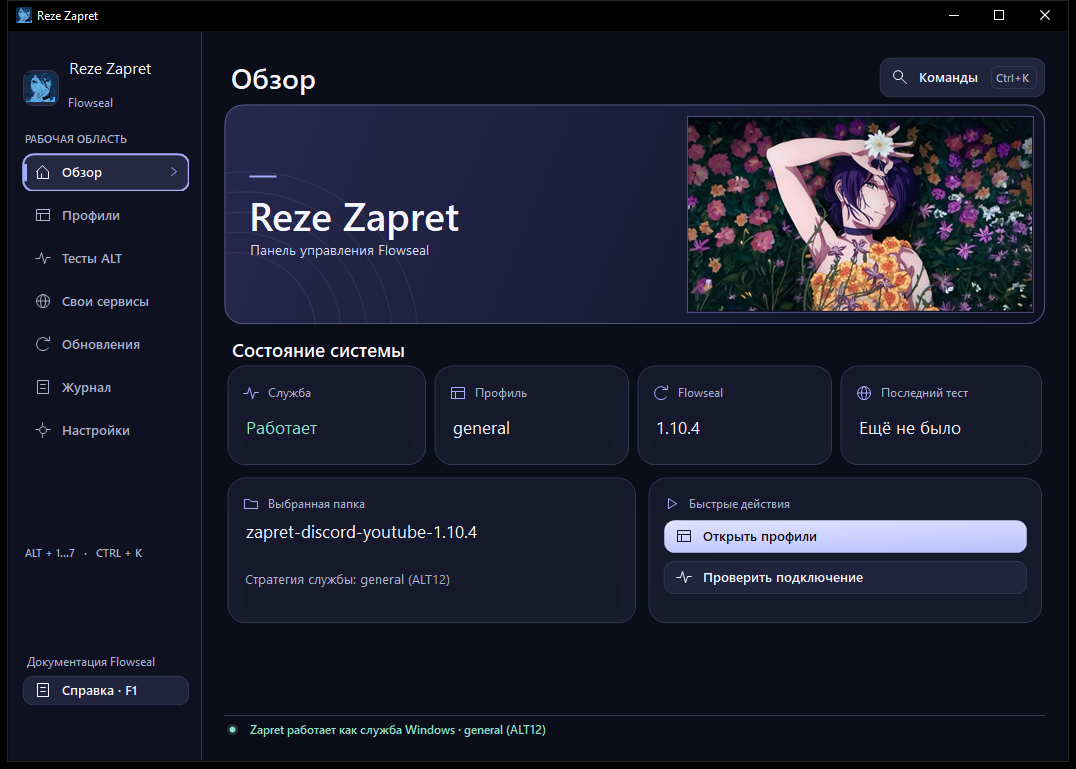 Reze Zapret
Reze Zapret
Flowseal
РАБОЧАЯ ОБЛАСТЬ
Обзор
Профили
Тесты ALT
Свои сервисы
Обновления
Журнал
Настройки
ALT + 1...7 · CTRL + K
Документация Flowseal
Справка · F1
Обзор
Команды Ctrl+K
Reze Zapret
Панель управления Flowseal
Состояние системы
Служба
Работает
Профиль
general
Flowseal
1.10.4
Последний тест
Ещё не было
Выбранная папка
zapret-discord-youtube-1.10.4
Стратегия службы: general (ALT12)
Быстрые действия
Открыть профили
Проверить подключение
Zapret работает как служба Windows · general (ALT12)